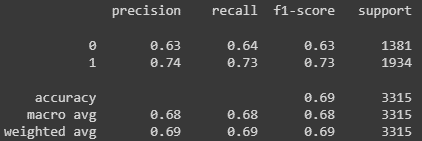 precision recall f1-score support
0 0.63 0.64 0.63 1381
1 0.74 0.73 0.73 1934
accuracy 0.69 3315
macro avg 0.68 0.68 0.68 3315
weighted avg 0.69 0.69 0.69 3315